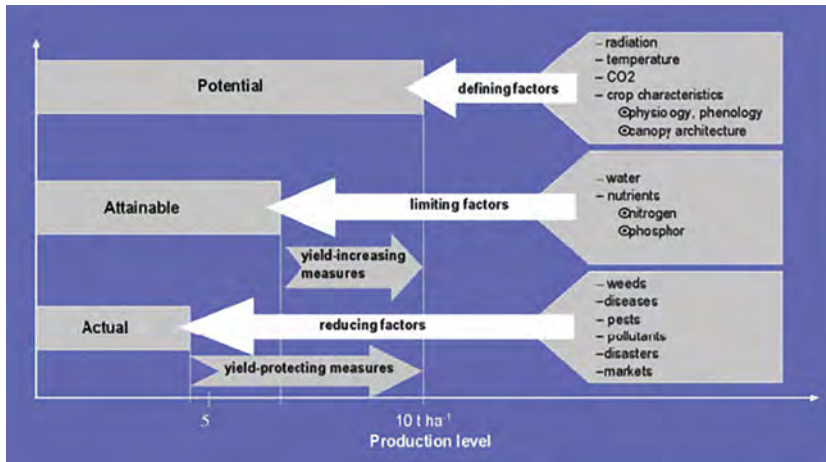 Potential
defining factors
– radiation
– temperature
– CO2
– crop characteristics
⊙physiology, phenology
⊙canopy architecture
Attainable
limiting factors
– water
– nutrients
⊙nitrogen
⊙phosphor
yield-increasing
measures
Actual
reducing factors
– weeds
–diseases
– pests
– pollutants
–disasters
–markets
yield-protecting measures
5
10 t ha⁻¹
Production level